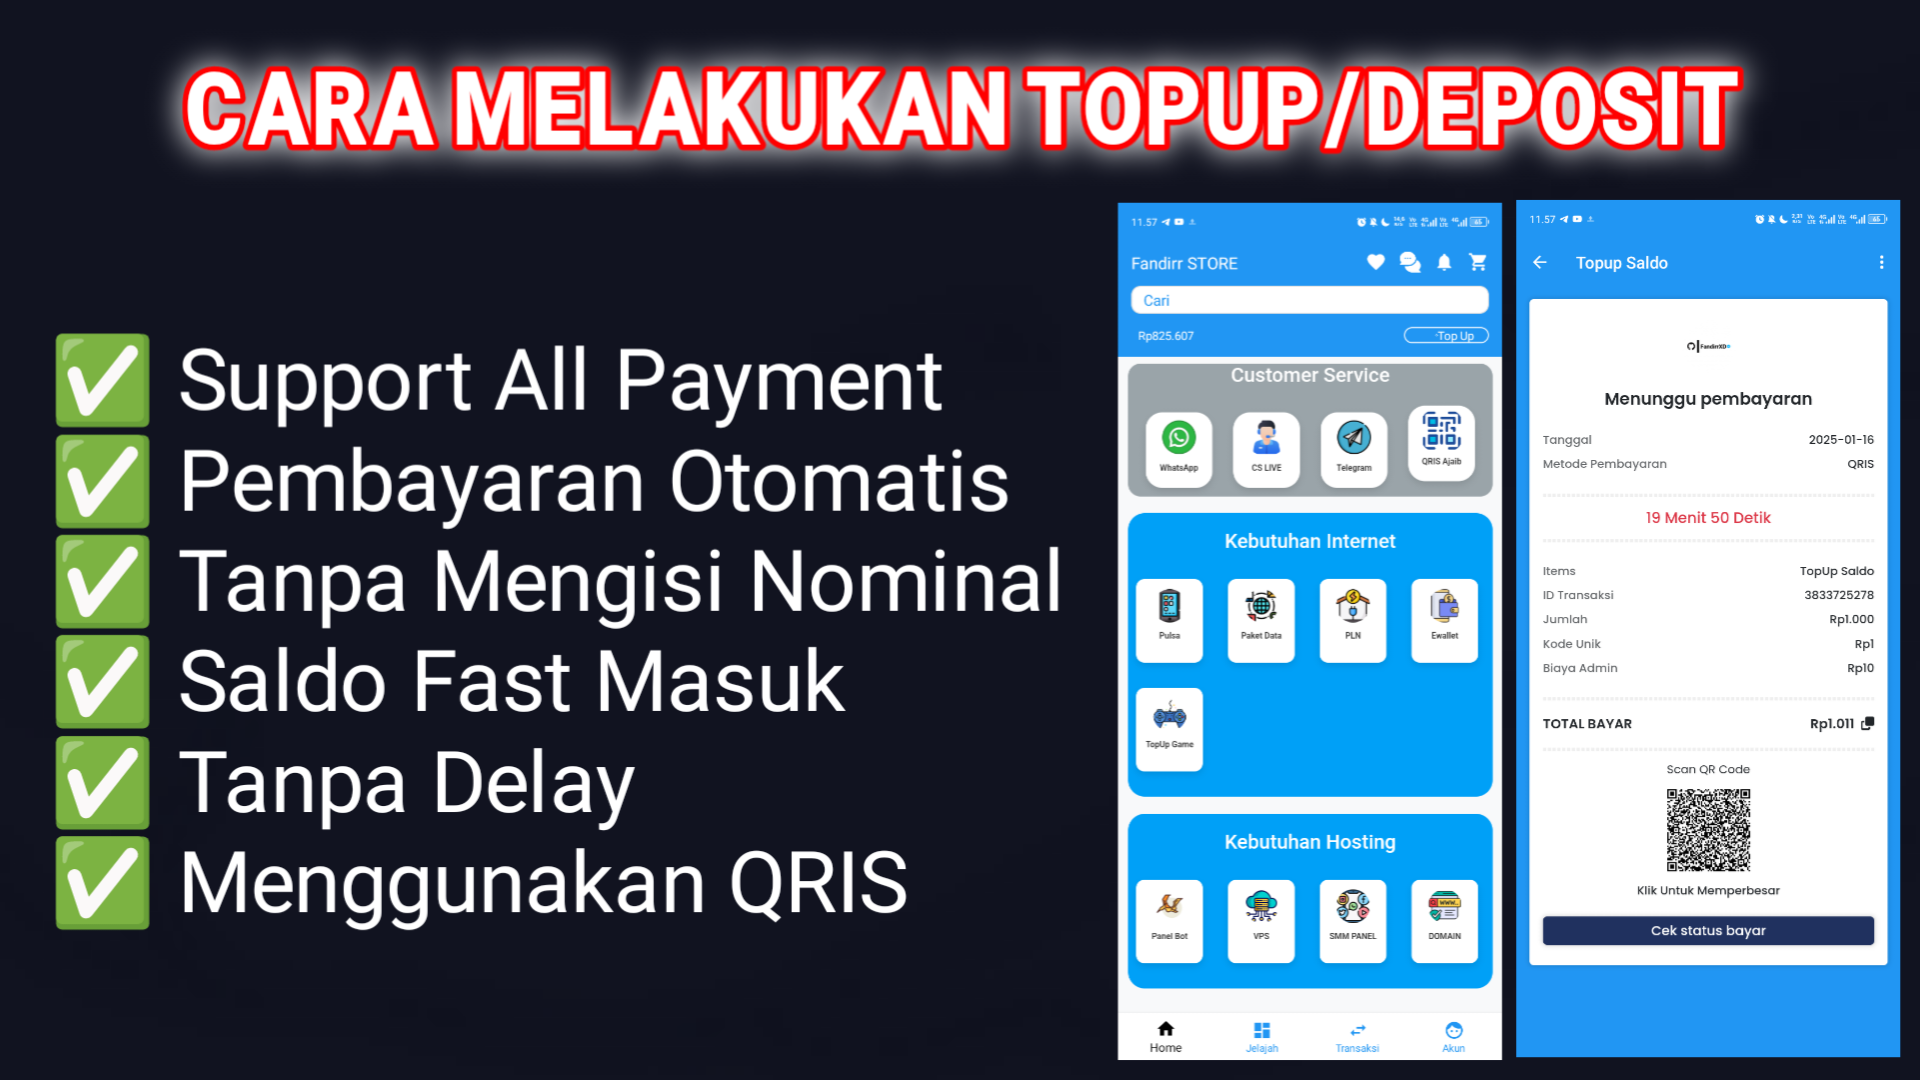 CARA MELAKUKAN TOPUP/DEPOSIT
✅ Support All Payment
✅ Pembayaran Otomatis
✅ Tanpa Mengisi Nominal
✅ Saldo Fast Masuk
✅ Tanpa Delay
✅ Menggunakan QRIS
11.57
Fandirr STORE
Cari
Rp825.607
·Top Up
Customer Service
WhatsApp
CS LIVE
Telegram
QRIS Ajaib
Kebutuhan Internet
Pulsa
Paket Data
PLN
Ewallet
TopUp Game
Kebutuhan Hosting
Panel Bot
VPS
SMM PANEL
DOMAIN
Home
Jelajah
Transaksi
Akun
11.57
Topup Saldo
FandirrXD
Menunggu pembayaran
Tanggal 2025-01-16
Metode Pembayaran QRIS
19 Menit 50 Detik
Items TopUp Saldo
ID Transaksi 3833725278
Jumlah Rp1.000
Kode Unik Rp1
Biaya Admin Rp10
TOTAL BAYAR Rp1.011
Scan QR Code
Klik Untuk Memperbesar
Cek status bayar